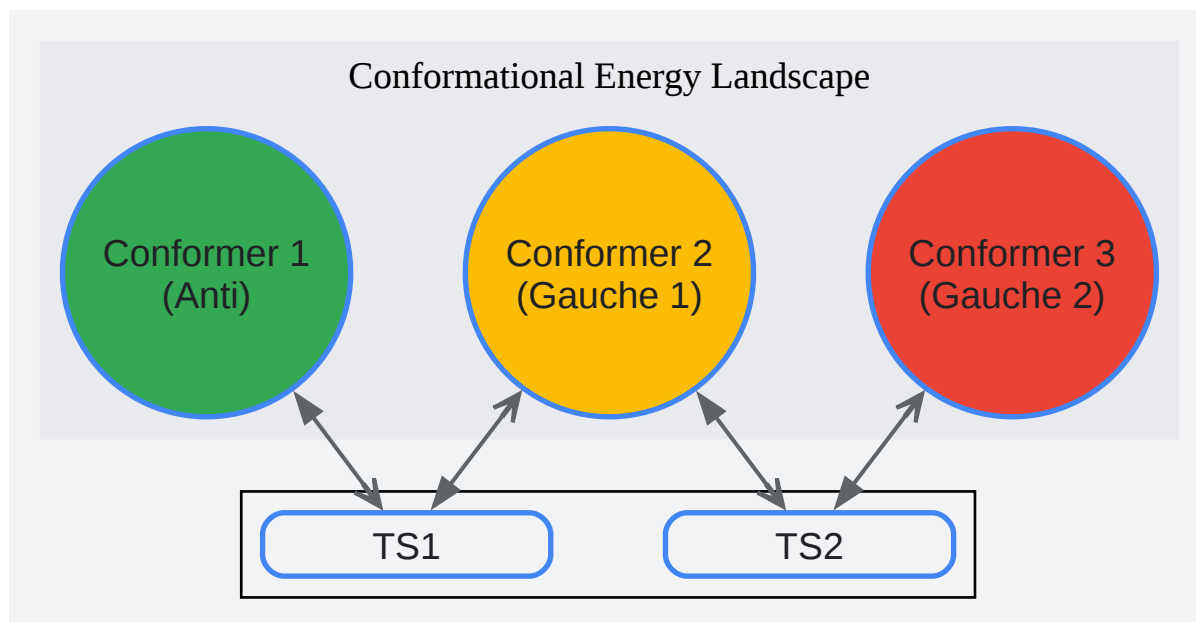 Conformational Energy Landscape
Conformer 1
(Anti)
Conformer 2
(Gauche 1)
Conformer 3
(Gauche 2)
TS1
TS2